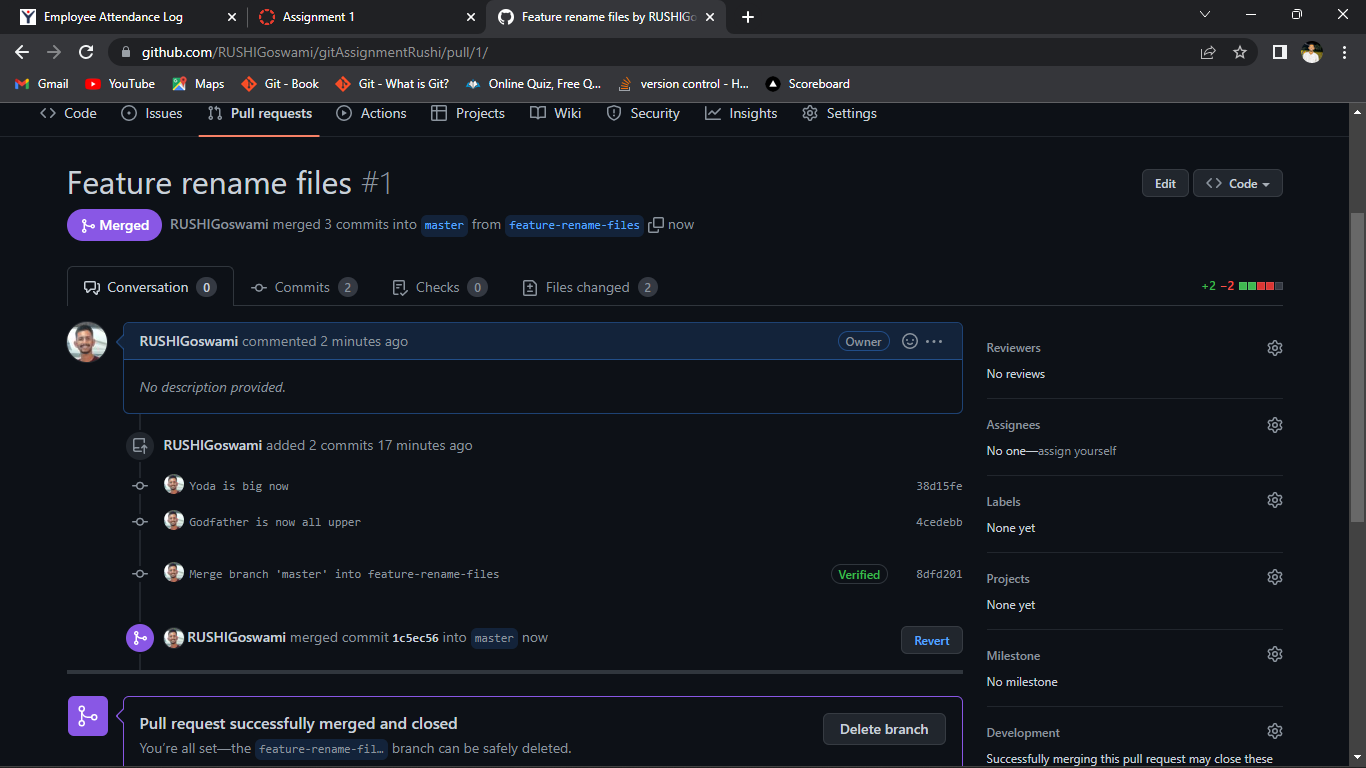 Employee Attendance Log
Assignment 1
Feature rename files by RUSHIGo
github.com/RUSHIGoswami/gitAssignmentRushi/pull/1/
Gmail YouTube Maps Git - Book Git - What is Git? Online Quiz, Free Q... version control - H... Scoreboard
Code Issues Pull requests Actions Projects Wiki Security Insights Settings
Feature rename files #1
Edit
Code
Merged
RUSHIGoswami merged 3 commits into master from feature-rename-files now
Conversation 0 Commits 2 Checks 0 Files changed 2
+2 −2
RUSHIGoswami commented 2 minutes ago
Owner
No description provided.
RUSHIGoswami added 2 commits 17 minutes ago
Yoda is big now 38d15fe
Godfather is now all upper 4cedebb
Merge branch 'master' into feature-rename-files Verified 8dfd201
RUSHIGoswami merged commit 1c5ec56 into master now
Revert
Pull request successfully merged and closed
You're all set—the feature-rename-fil… branch can be safely deleted.
Delete branch
Reviewers
No reviews
Assignees
No one—assign yourself
Labels
None yet
Projects
None yet
Milestone
No milestone
Development
Successfully merging this pull request may close these